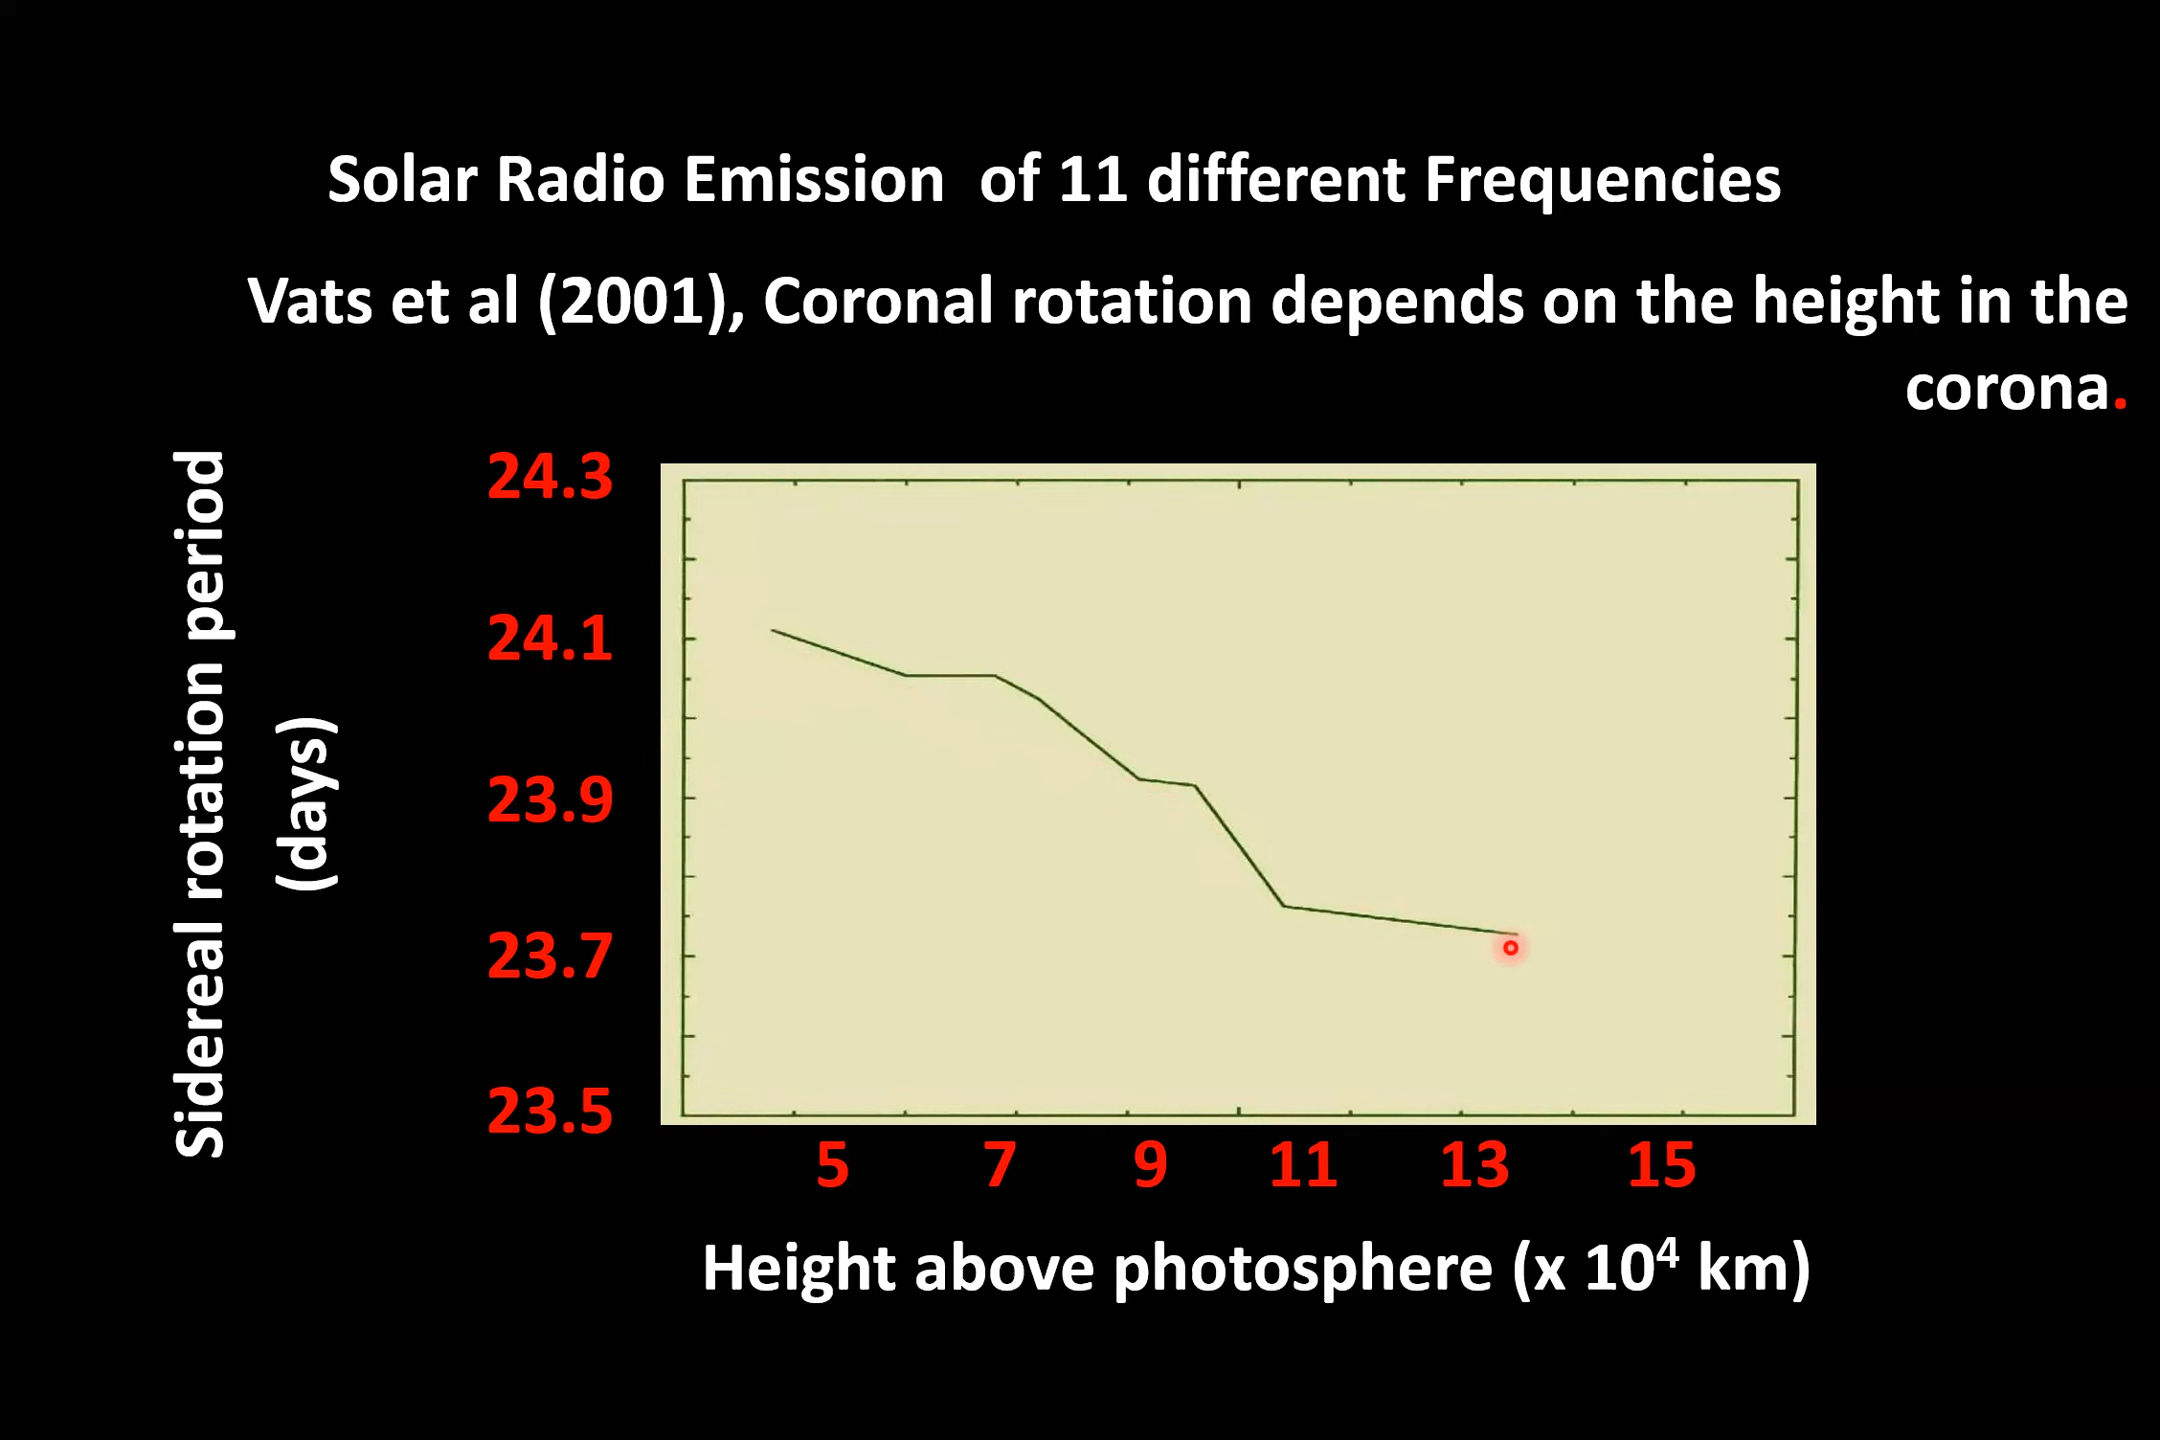 Solar Radio Emission  of 11 different Frequencies
Vats et al (2001), Coronal rotation depends on the height in the
corona.
Sidereal rotation period
(days)
24.3
24.1
23.9
23.7
23.5
5 7 9 11 13 15
Height above photosphere (x 10⁴ km)